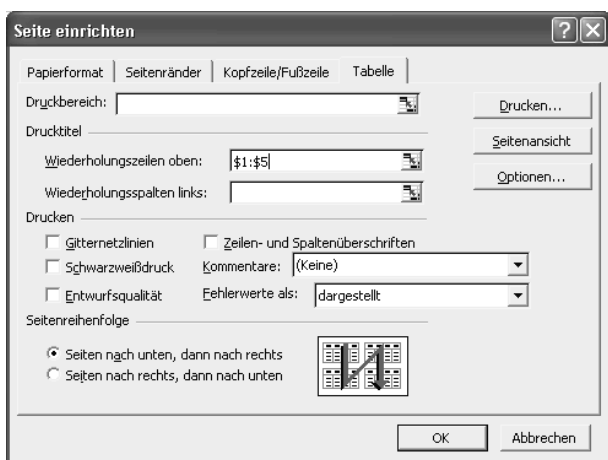 Seite einrichten
Papierformat Seitenränder Kopfzeile/Fußzeile Tabelle
Druckbereich:
Drucken...
Drucktitel
Seitenansicht
Wiederholungszeilen oben: $1:$5
Optionen...
Wiederholungsspalten links:
Drucken
Gitternetzlinien Zeilen- und Spaltenüberschriften
Schwarzweißdruck Kommentare: (Keine)
Entwurfsqualität Fehlerwerte als: dargestellt
Seitenreihenfolge
Seiten nach unten, dann nach rechts
Seiten nach rechts, dann nach unten
OK Abbrechen